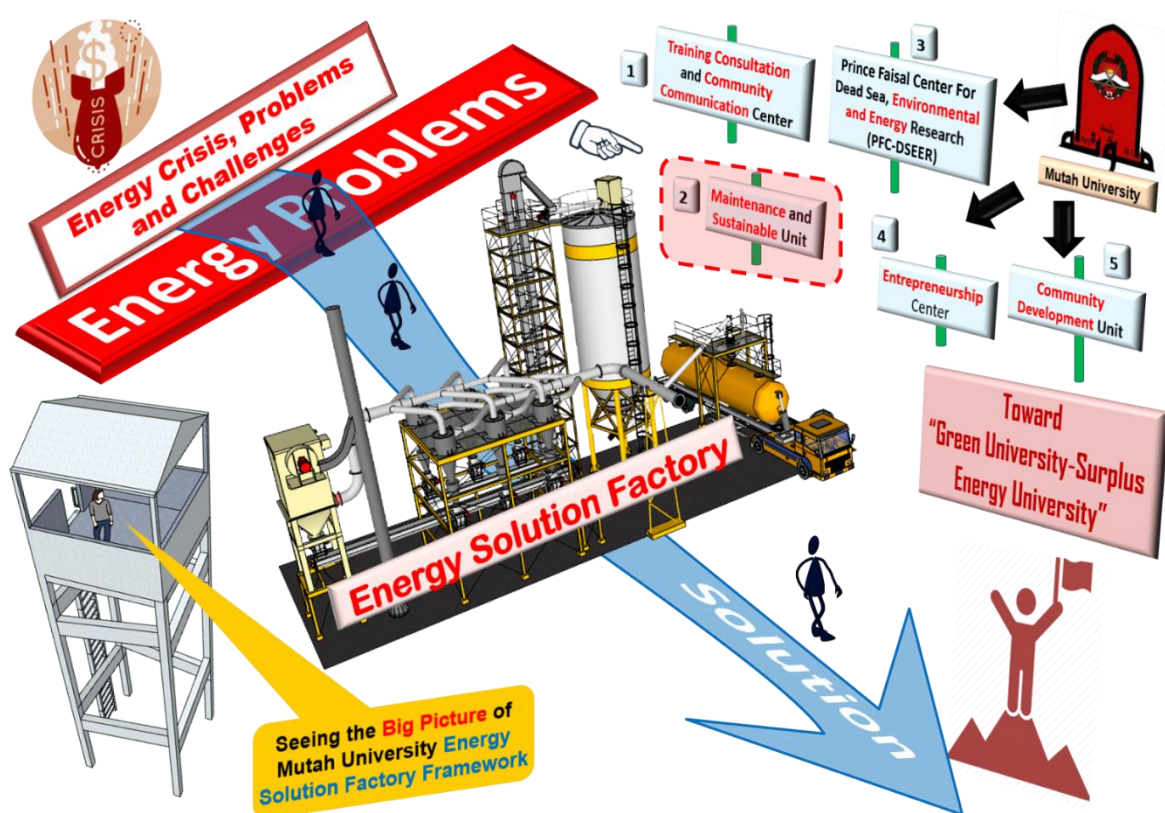 $
CRISIS
Energy Crisis, Problems
and Challenges
Energy Problems
1
Training Consultation
and Community
Communication Center
2
Maintenance and
Sustainable Unit
3
Prince Faisal Center For
Dead Sea, Environmental
and Energy Research
(PFC-DSEER)
Mutah University
4
Entrepreneurship
Center
5
Community
Development Unit
Toward
“Green University-Surplus
Energy University”
Energy Solution Factory
Solution
Seeing the Big Picture of
Mutah University Energy
Solution Factory Framework